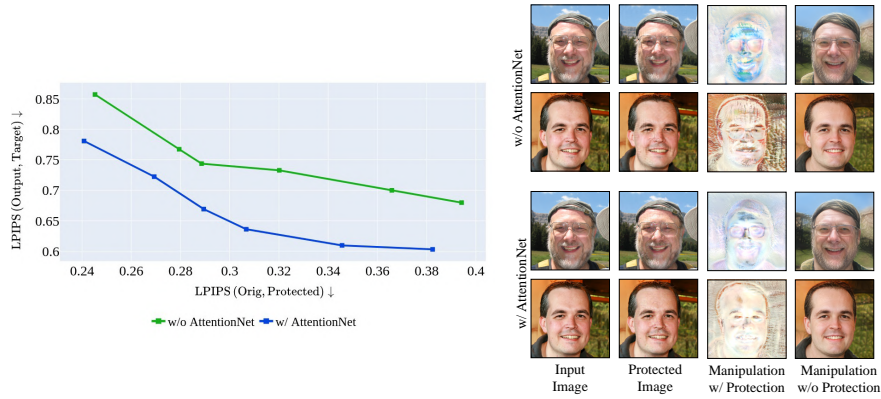 LPIPS (Output, Target) ↓
0.85
0.8
0.75
0.7
0.65
0.6
0.24
0.26
0.28
0.3
0.32
0.34
0.36
0.38
0.4
LPIPS (Orig, Protected) ↓
w/o AttentionNet
w/ AttentionNet
w/o AttentionNet
w/ AttentionNet
Input
Image
Protected
Image
Manipulation
w/ Protection
Manipulation
w/o Protection